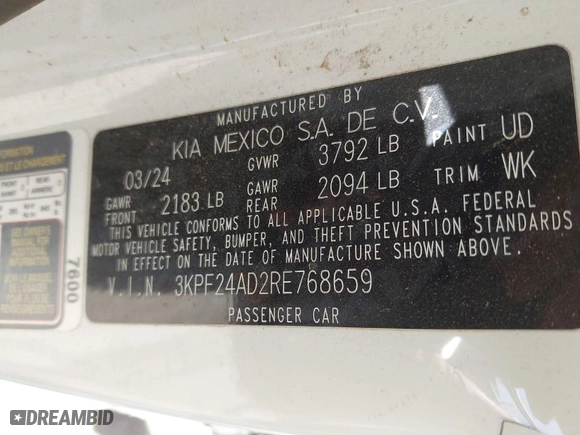 MANUFACTURED BY
KIA MEXICO S.A. DE C.V.
03/24 GVWR 3792 LB PAINT UD
GAWR FRONT 2183 LB GAWR REAR 2094 LB TRIM WK
THIS VEHICLE CONFORMS TO ALL APPLICABLE U.S.A. FEDERAL
MOTOR VEHICLE SAFETY, BUMPER, AND THEFT PREVENTION STANDARDS
IN EFFECT ON THE DATE OF MANUFACTURE SHOWN ABOVE.
V.I.N. 3KPF24AD2RE768659
PASSENGER CAR
7600
DREAMBID